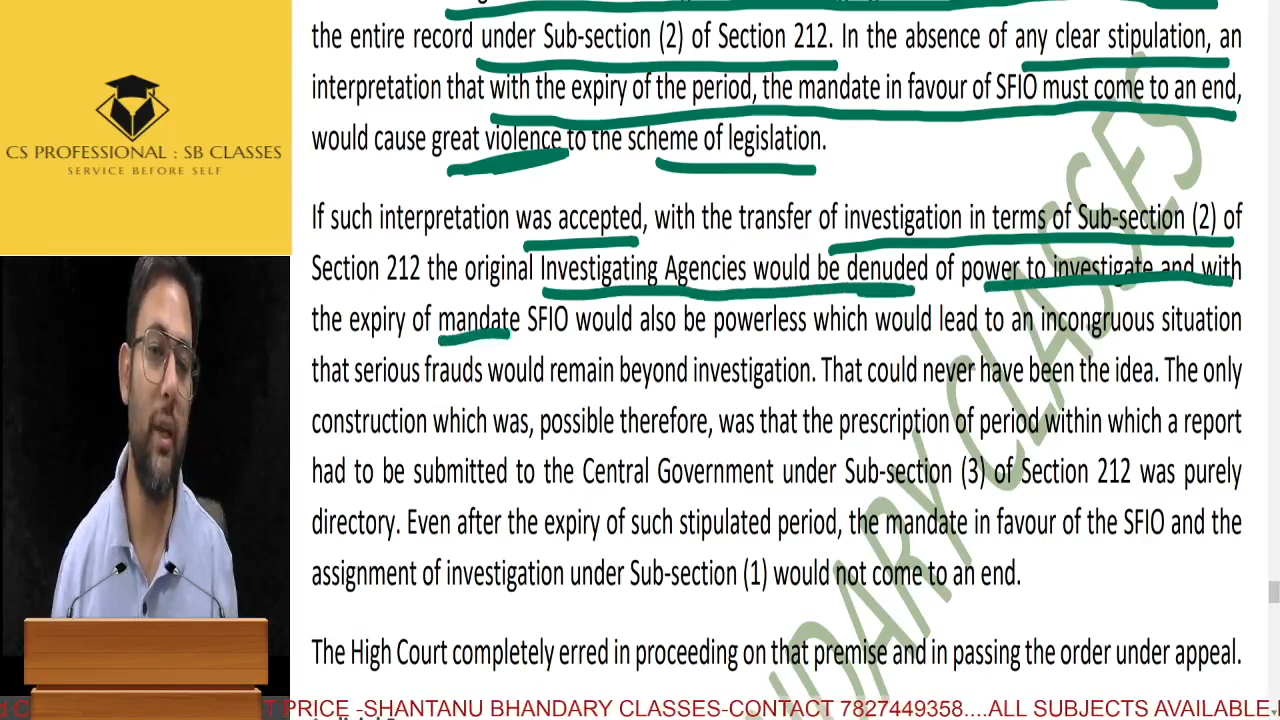 CS PROFESSIONAL : SB CLASSES
SERVICE BEFORE SELF
the entire record under Sub-section (2) of Section 212. In the absence of any clear stipulation, an
interpretation that with the expiry of the period, the mandate in favour of SFIO must come to an end,
would cause great violence to the scheme of legislation.
If such interpretation was accepted, with the transfer of investigation in terms of Sub-section (2) of
Section 212 the original Investigating Agencies would be denuded of power to investigate and with
the expiry of mandate SFIO would also be powerless which would lead to an incongruous situation
that serious frauds would remain beyond investigation. That could never have been the idea. The only
construction which was, possible therefore, was that the prescription of period within which a report
had to be submitted to the Central Government under Sub-section (3) of Section 212 was purely
directory. Even after the expiry of such stipulated period, the mandate in favour of the SFIO and the
assignment of investigation under Sub-section (1) would not come to an end.
The High Court completely erred in proceeding on that premise and in passing the order under appeal.
NDARY CLASSES
T PRICE -SHANTANU BHANDARY CLASSES-CONTACT 7827449358....ALL SUBJECTS AVAILABLE.